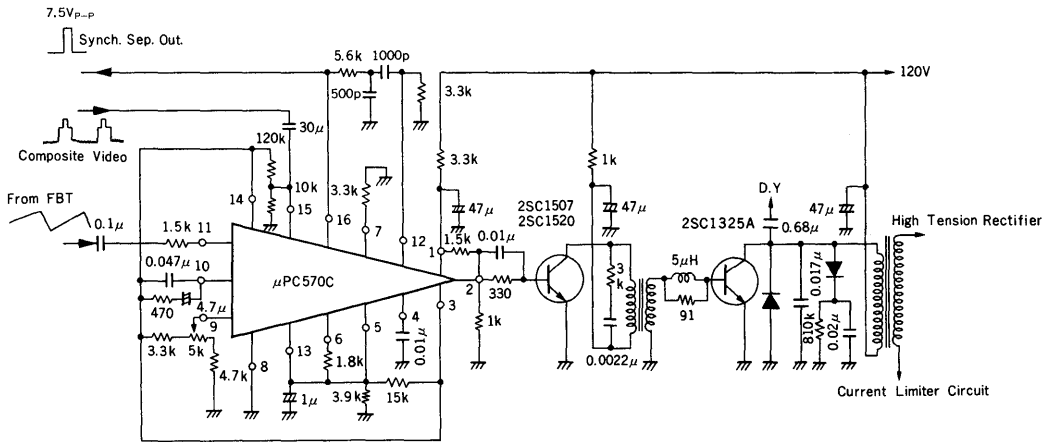 7.5Vp-p
Synch. Sep. Out.
5.6k
1000p
500p
3.3k
120V
Composite Video
120k
30μ
3.3k
1k
From FBT
0.1μ
14
10k
15
16
3.3k
7
12
47μ
2SC1507
2SC1520
47μ
2SC1325A
D.Y
0.68μ
47μ
High Tension Rectifier
1.5k
11
0.047μ
10
μPC570C
1
1.5k
0.01μ
2
330
3
k
5μH
91
0.017μ
470
4.7μ
9
3.3k
5k
4.7k
8
13
6
5
4
3
0.01μ
1k
0.0022μ
810k
0.02μ
1.8k
1μ
3.9k
15k
Current Limiter Circuit